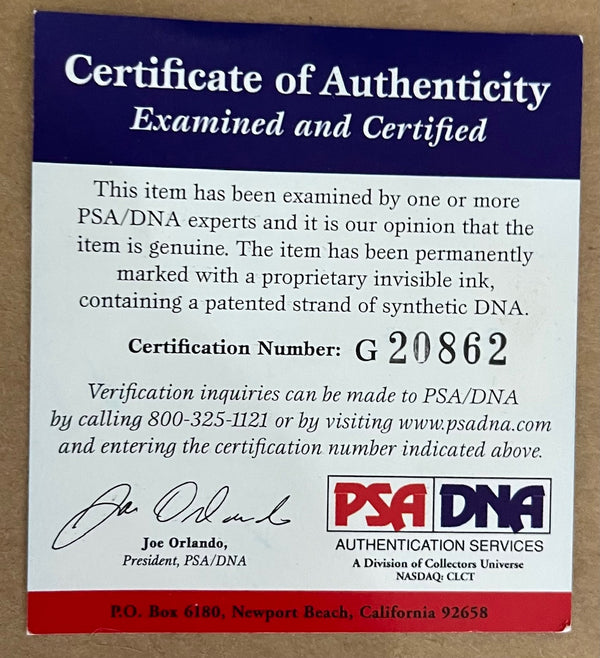 Certificate of Authenticity
Examined and Certified
This item has been examined by one or more
PSA/DNA experts and it is our opinion that the
item is genuine. The item has been permanently
marked with a proprietary invisible ink,
containing a patented strand of synthetic DNA.
Certification Number: G 20862
Verification inquiries can be made to PSA/DNA
by calling 800-325-1121 or by visiting www.psadna.com
and entering the certification number indicated above.
Joe Orlando
Joe Orlando,
President, PSA/DNA
PSA DNA
AUTHENTICATION SERVICES
A Division of Collectors Universe
NASDAQ: CLCT
P.O. Box 6180, Newport Beach, California 92658